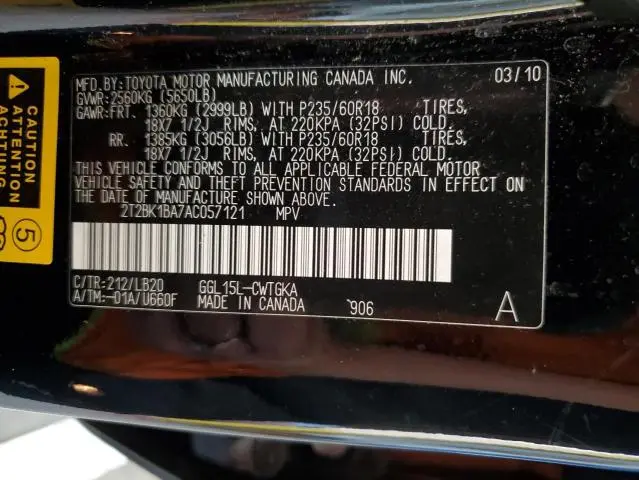 MFD.BY:TOYOTA MOTOR MANUFACTURING CANADA INC. 03/10
GVWR:2560KG (5650LB)
GAWR:FRT. 1360KG (2999LB) WITH P235/60R18 TIRES,
18X7 1/2J RIMS, AT 220KPA (32PSI) COLD.
RR. 1385KG (3056LB) WITH P235/60R18 TIRES,
18X7 1/2J RIMS, AT 220KPA (32PSI) COLD.
THIS VEHICLE CONFORMS TO ALL APPLICABLE FEDERAL MOTOR
VEHICLE SAFETY AND THEFT PREVENTION STANDARDS IN EFFECT ON
THE DATE OF MANUFACTURE SHOWN ABOVE.
2T2BK1BA7AC057121 MPV
C/TR:212/LB20 GGL15L-CWTGKA
A/TM:-01A/U660F MADE IN CANADA 906
A
CAUTION
ATTENTION
5